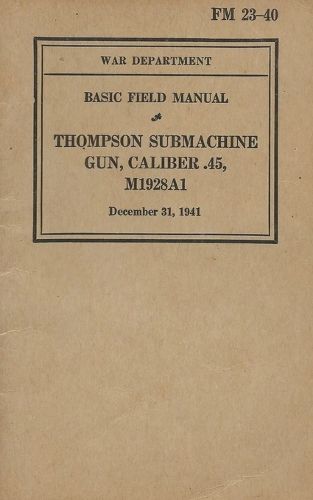 FM 23–40
WAR DEPARTMENT
BASIC FIELD MANUAL
THOMPSON SUBMACHINE
GUN, CALIBER .45,
M1928A1
December 31, 1941